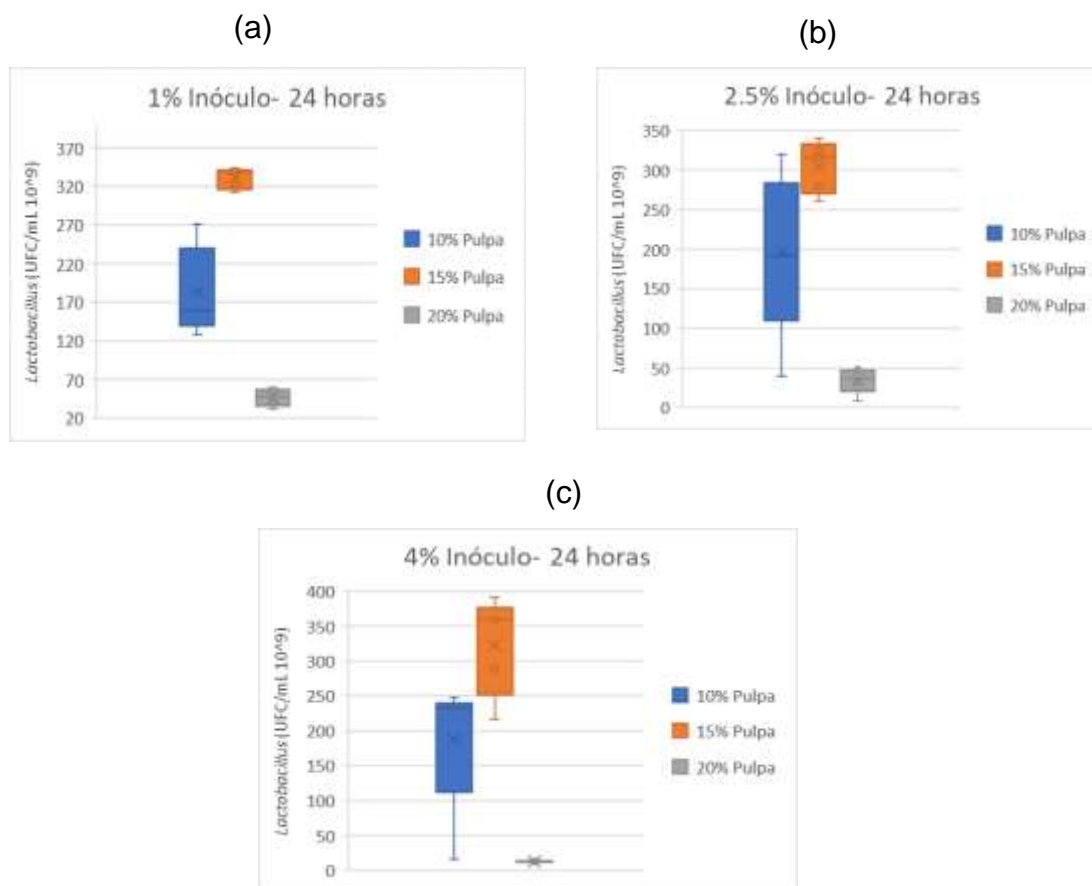 (a)
1% Inóculo- 24 horas
Lactobacillus (UFC/mL 10^9)
370
320
270
220
170
120
70
20
10% Pulpa
15% Pulpa
20% Pulpa
(b)
2.5% Inóculo- 24 horas
Lactobacillus (UFC/mL 10^9)
350
300
250
200
150
100
50
0
10% Pulpa
15% Pulpa
20% Pulpa
(c)
4% Inóculo- 24 horas
Lactobacillus (UFC/mL 10^9)
400
350
300
250
200
150
100
50
0
10% Pulpa
15% Pulpa
20% Pulpa